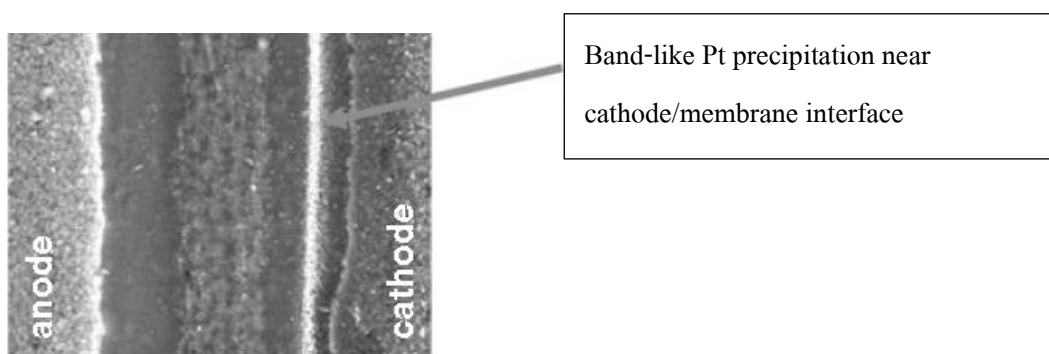 Band-like Pt precipitation near
cathode/membrane interface
anode
cathode